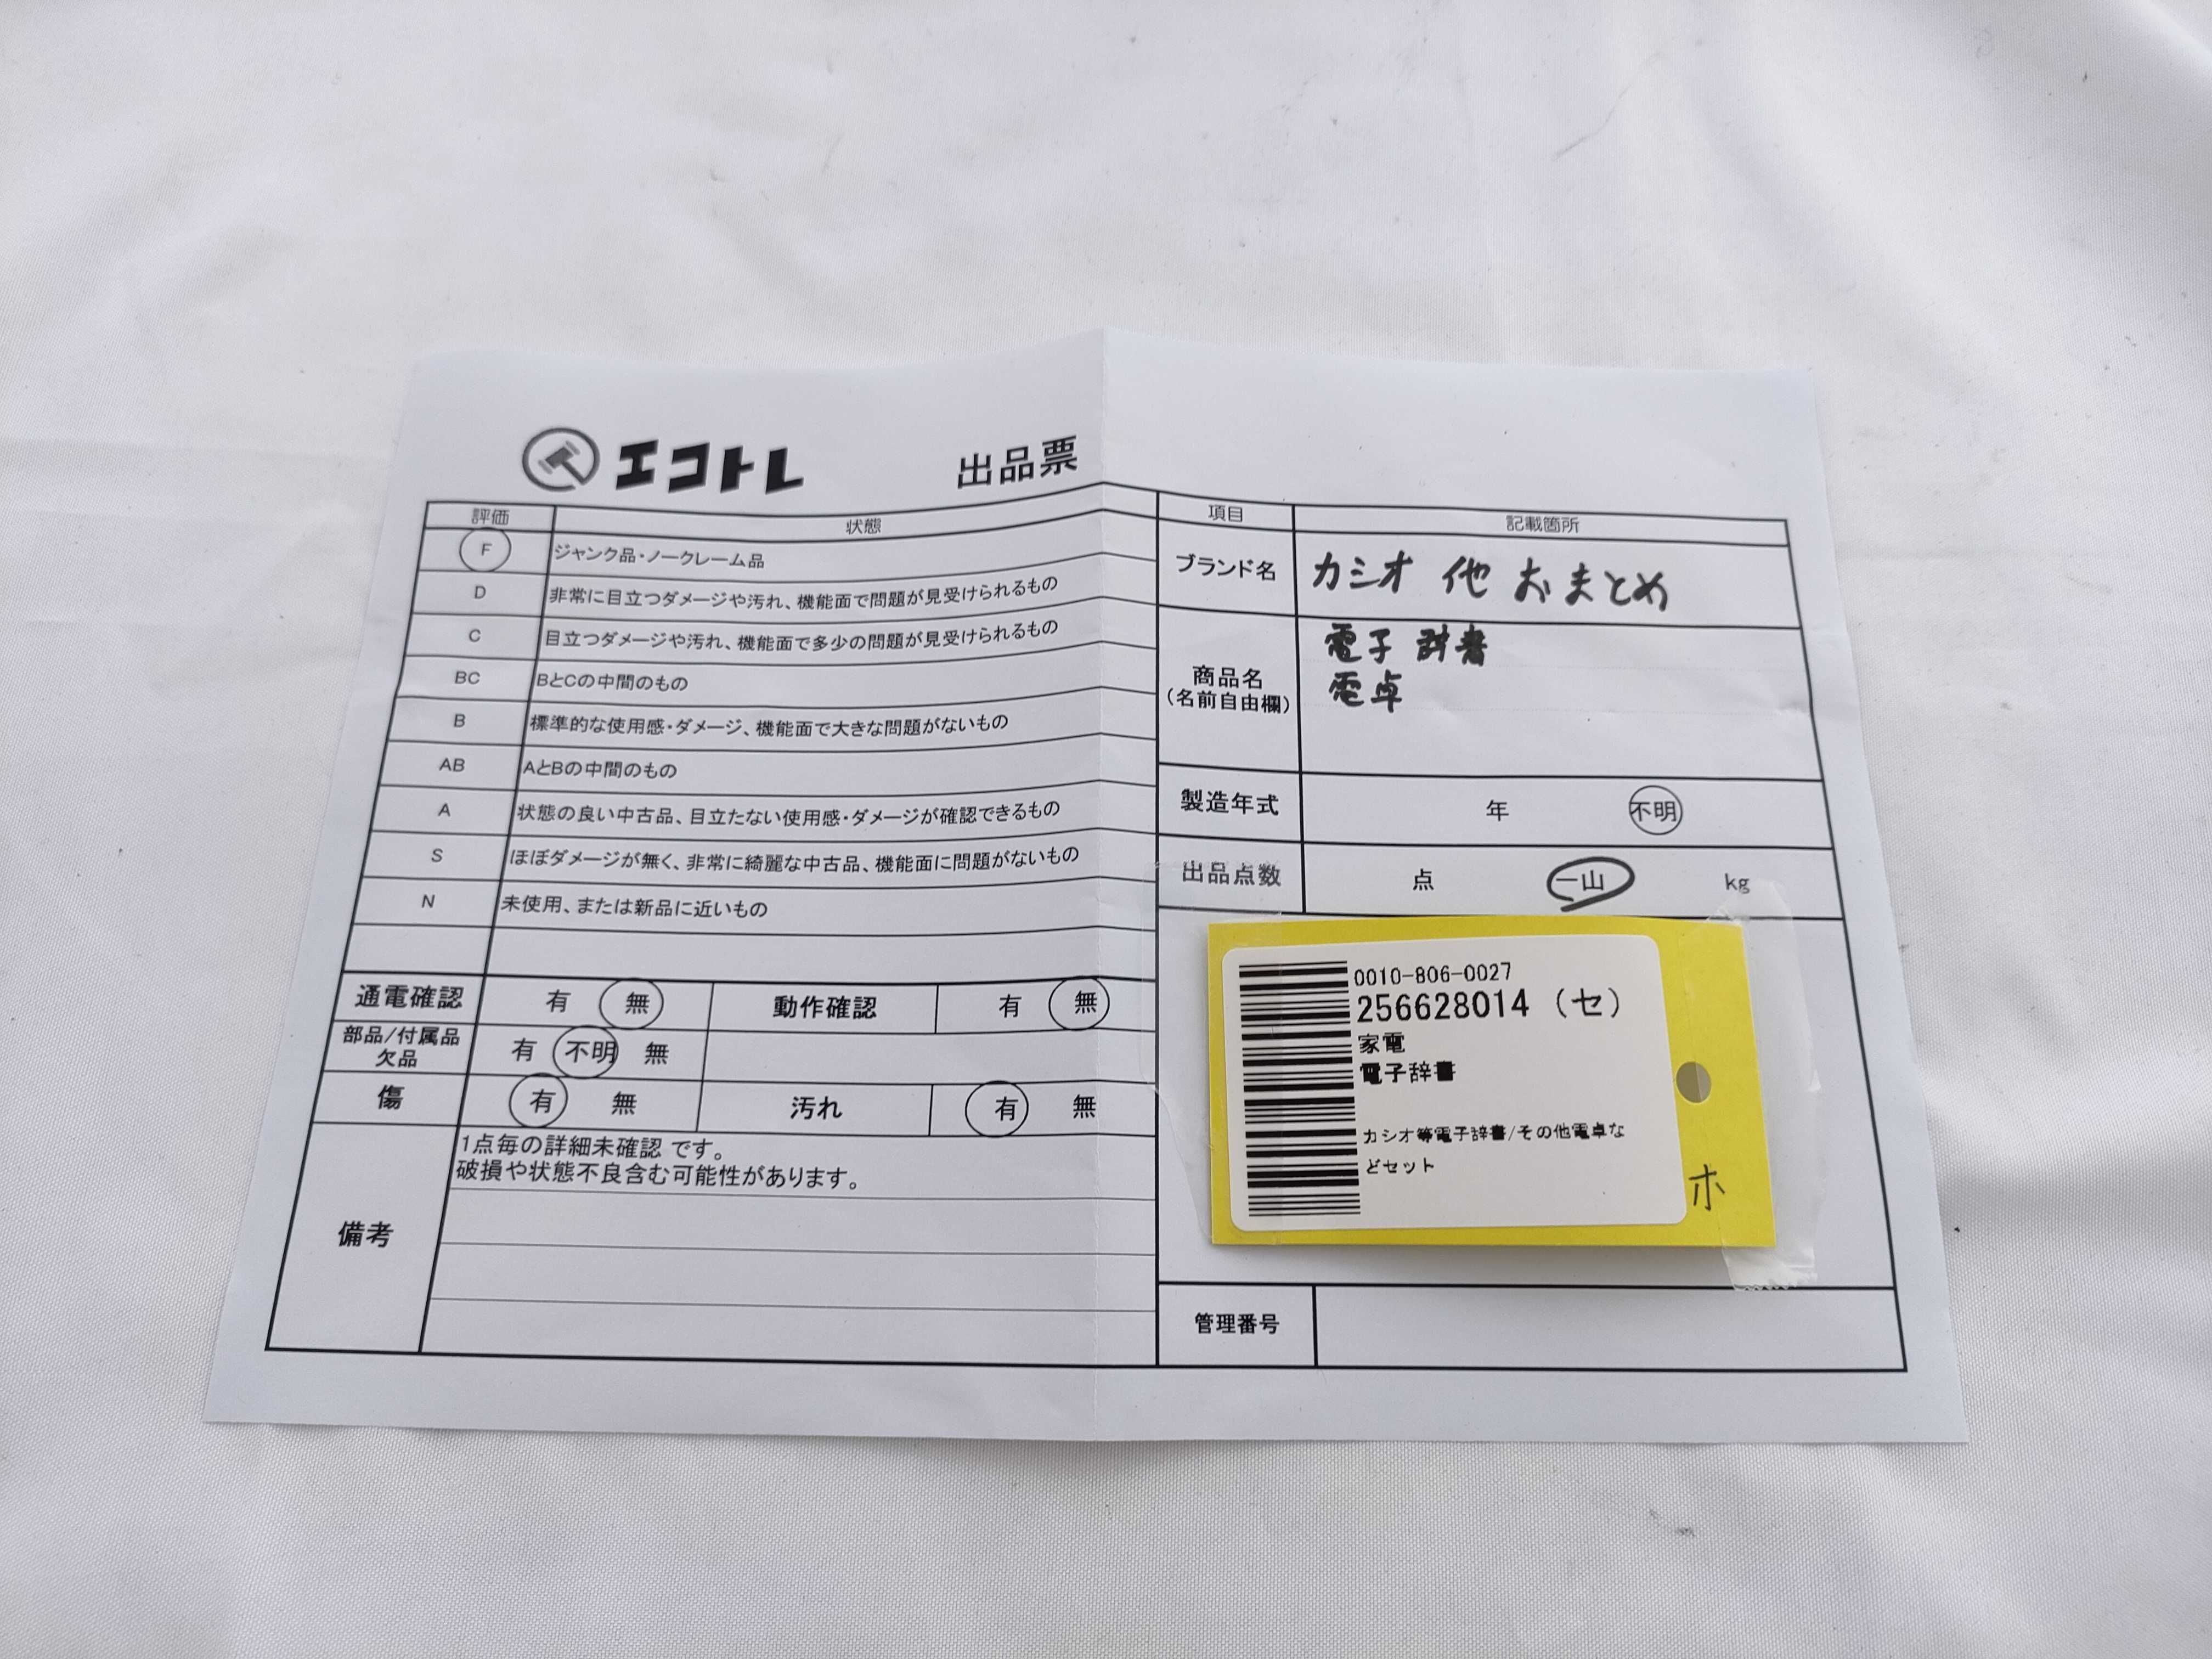 エコトレ 出品票
評価 状態
F ジャンク品・ノークレーム品
D 非常に目立つダメージや汚れ、機能面で問題が見受けられるもの
C 目立つダメージや汚れ、機能面で多少の問題が見受けられるもの
BC BとCの中間のもの
B 標準的な使用感・ダメージ、機能面で大きな問題がないもの
AB AとBの中間のもの
A 状態の良い中古品、目立たない使用感・ダメージが確認できるもの
S ほぼダメージが無く、非常に綺麗な中古品、機能面に問題がないもの
N 未使用、または新品に近いもの
通電確認 有 無 動作確認 有 無
部品/付属品
欠品 有 不明 無
傷 有 無 汚れ 有 無
備考
1点毎の詳細未確認 です。
破損や状態不良含む可能性があります。
項目 記載箇所
ブランド名 カシオ 他 おまとめ
商品名
(名前自由欄)
電子 辞書
電卓
製造年式 年 不明
出品点数 点 一山 kg
0010-806-0027
256628014 (セ)
家電
電子辞書
カシオ等電子辞書/その他電卓な
どセット
ホ
管理番号